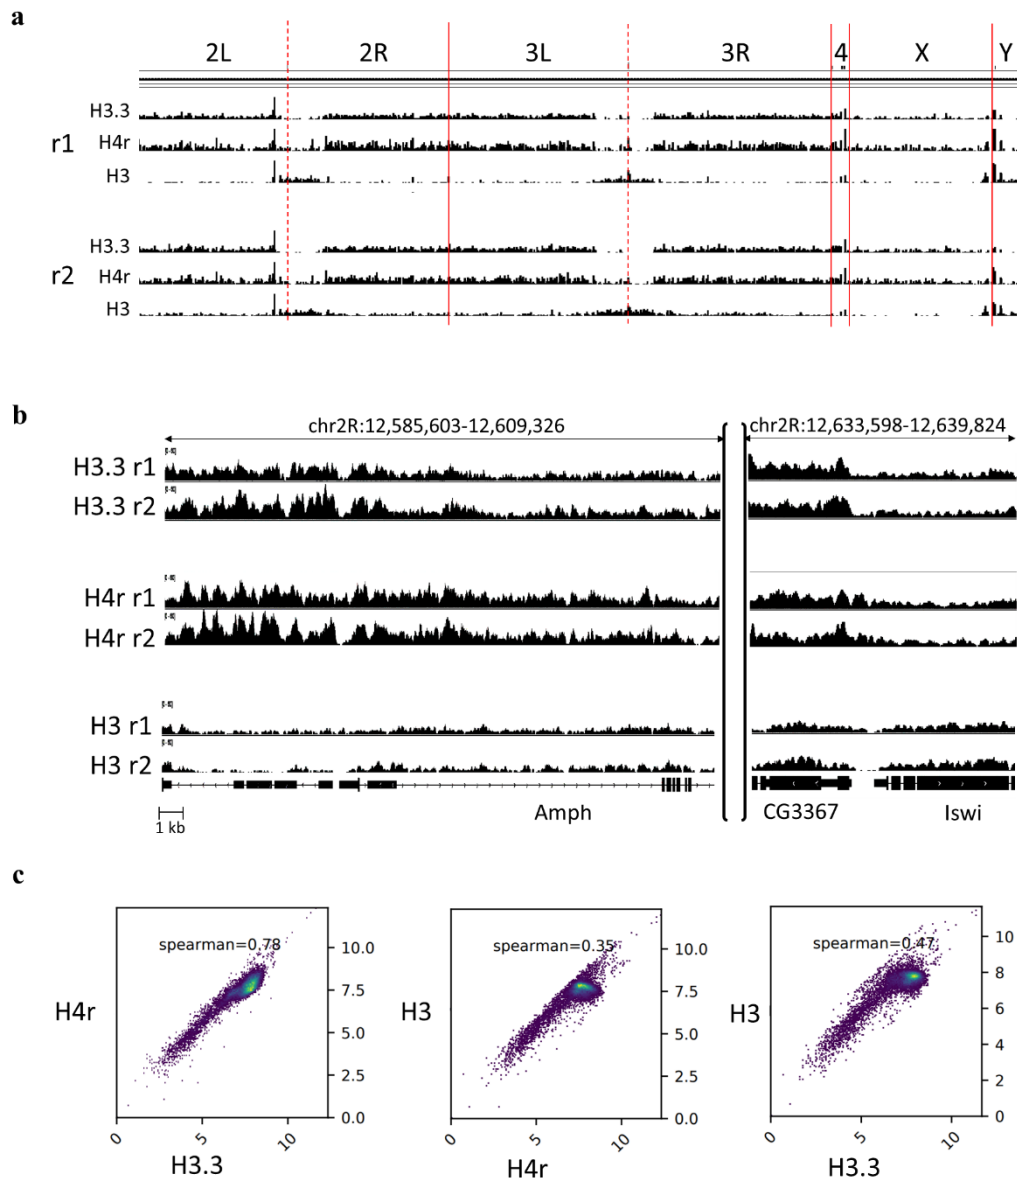 a
2L 2R 3L 3R 4 X Y
H3.3
r1 H4r
H3
H3.3
r2 H4r
H3
b
chr2R:12,585,603-12,609,326 chr2R:12,633,598-12,639,824
H3.3 r1
H3.3 r2
H4r r1
H4r r2
H3 r1
H3 r2
1 kb Amph CG3367 Iswi
c
spearman=0.78 spearman=0.35 spearman=0.47
H4r 10.0 7.5 5.0 2.5 0.0
H3 10.0 7.5 5.0 2.5 0.0
H3 10 8 6 4 2 0
0 5 10 0 5 10 0 5 10
H3.3 H4r H3.3